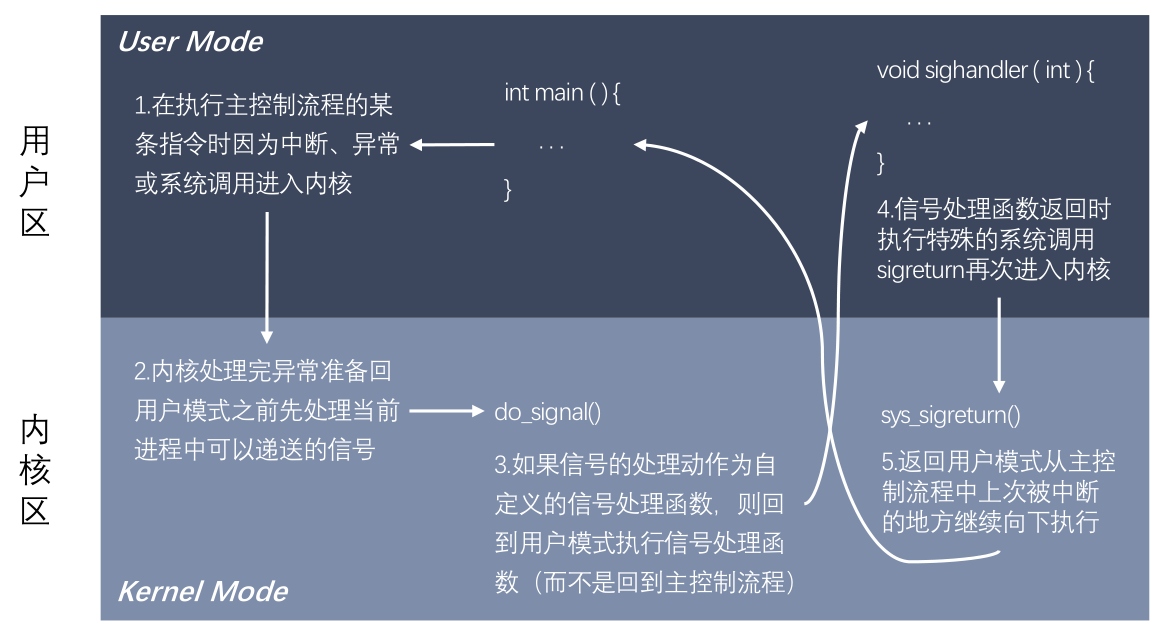 User Mode
用
户
区
1.在执行主控制流程的某
条指令时因为中断、异常
或系统调用进入内核
int main ( ) {
. . .
}
void sighandler ( int ) {
. . .
}
4.信号处理函数返回时
执行特殊的系统调用
sigreturn再次进入内核
内
核
区
2.内核处理完异常准备回
用户模式之前先处理当前
进程中可以递送的信号
do_signal()
3.如果信号的处理动作为自
定义的信号处理函数，则回
到用户模式执行信号处理函
数（而不是回到主控制流程）
sys_sigreturn()
5.返回用户模式从主控
制流程中上次被中断
的地方继续向下执行
Kernel Mode